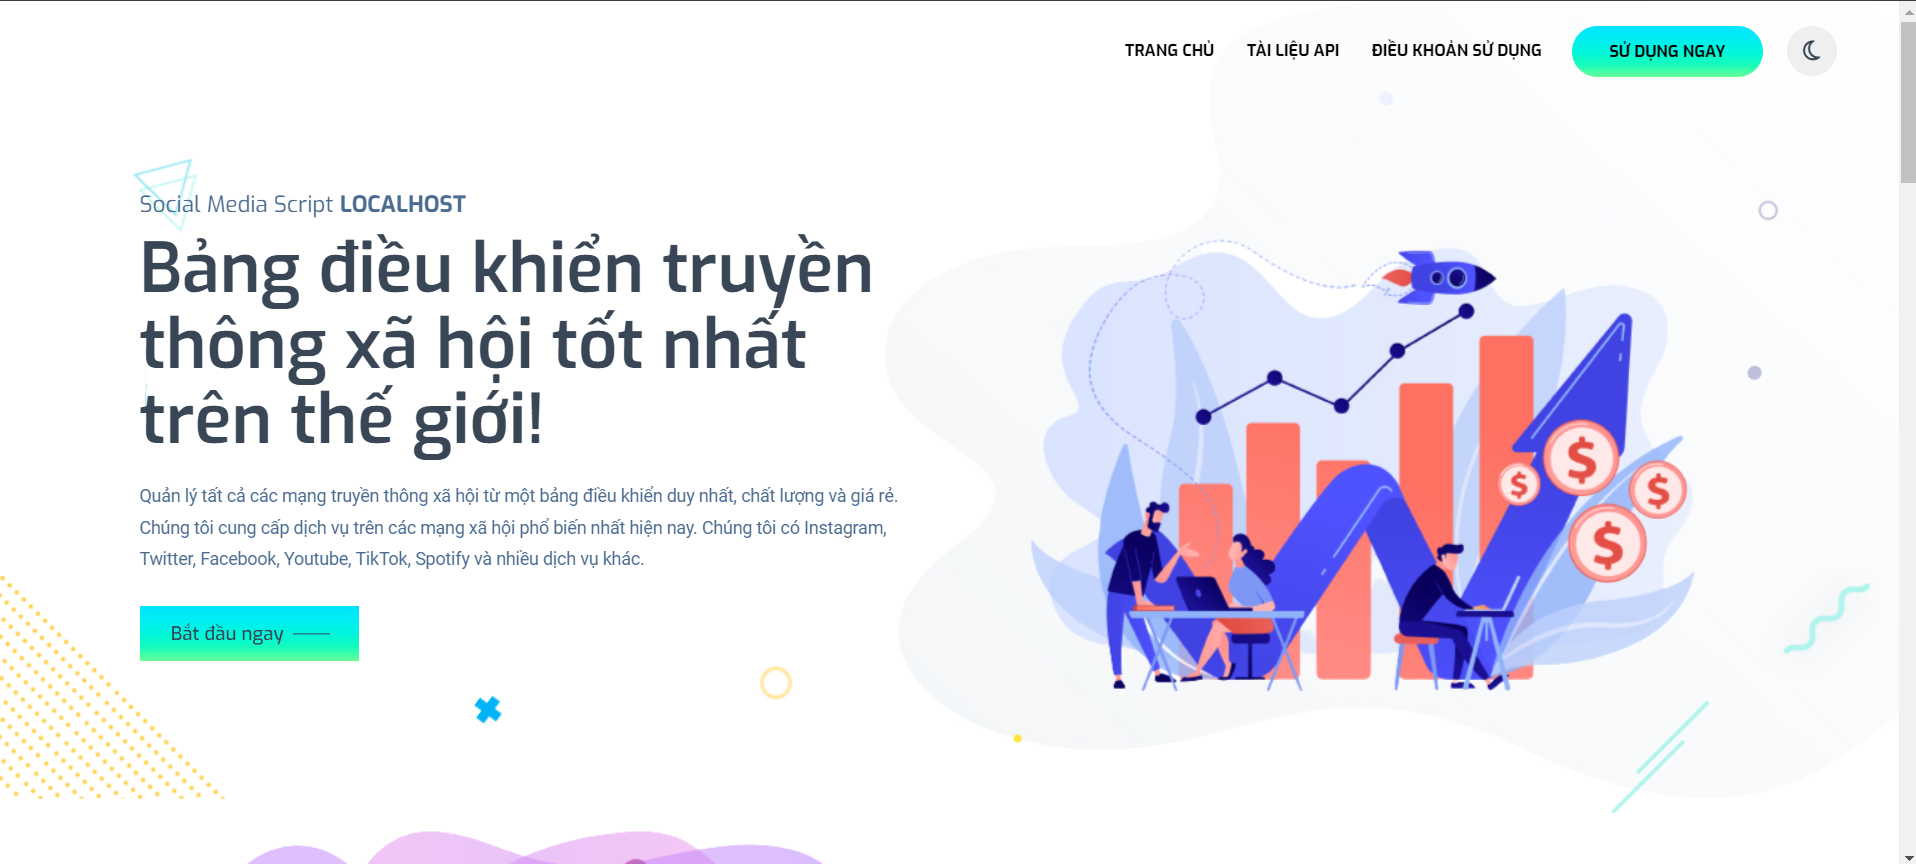 TRANG CHỦ TÀI LIỆU API ĐIỀU KHOẢN SỬ DỤNG SỬ DỤNG NGAY
Social Media Script LOCALHOST
Bảng điều khiển truyền
thông xã hội tốt nhất
trên thế giới!
Quản lý tất cả các mạng truyền thông xã hội từ một bảng điều khiển duy nhất, chất lượng và giá rẻ.
Chúng tôi cung cấp dịch vụ trên các mạng xã hội phổ biến nhất hiện nay. Chúng tôi có Instagram,
Twitter, Facebook, Youtube, TikTok, Spotify và nhiều dịch vụ khác.
Bắt đầu ngay
$
$
$
$